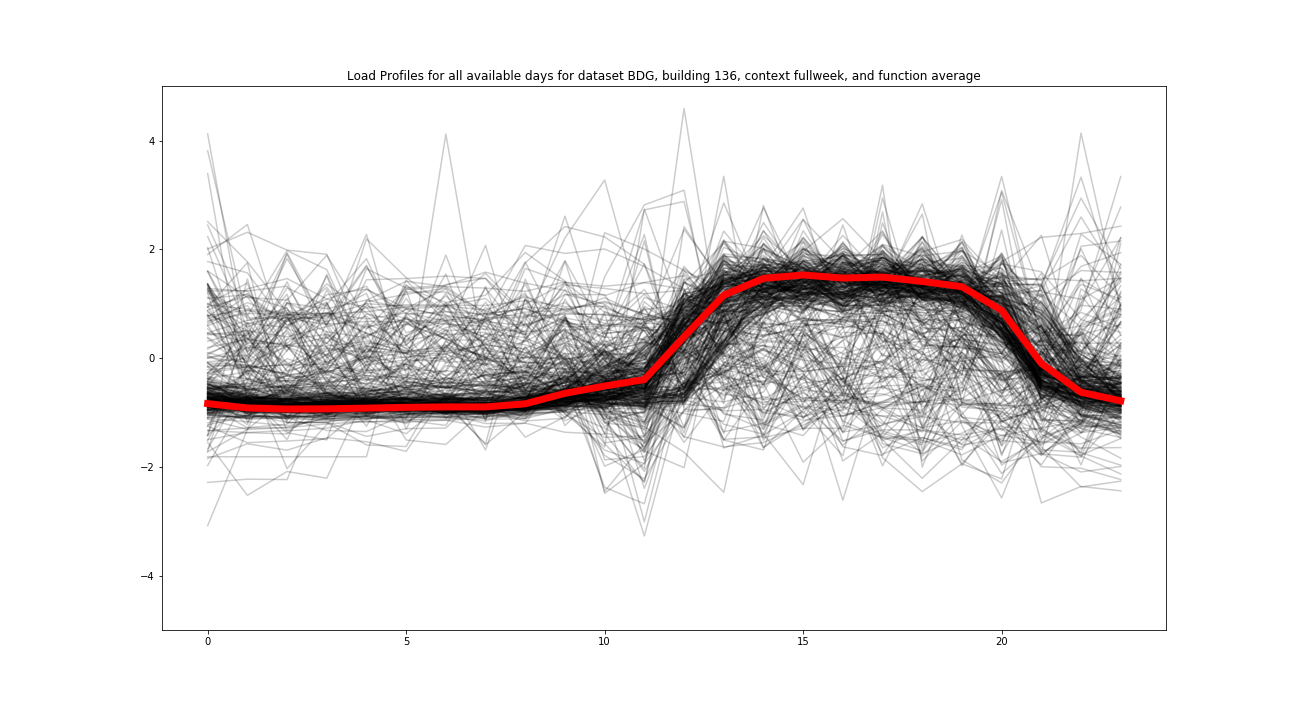 Load Profiles for all available days for dataset BDG, building 136, context fullweek, and function average
4
2
0
−2
−4
0 5 10 15 20